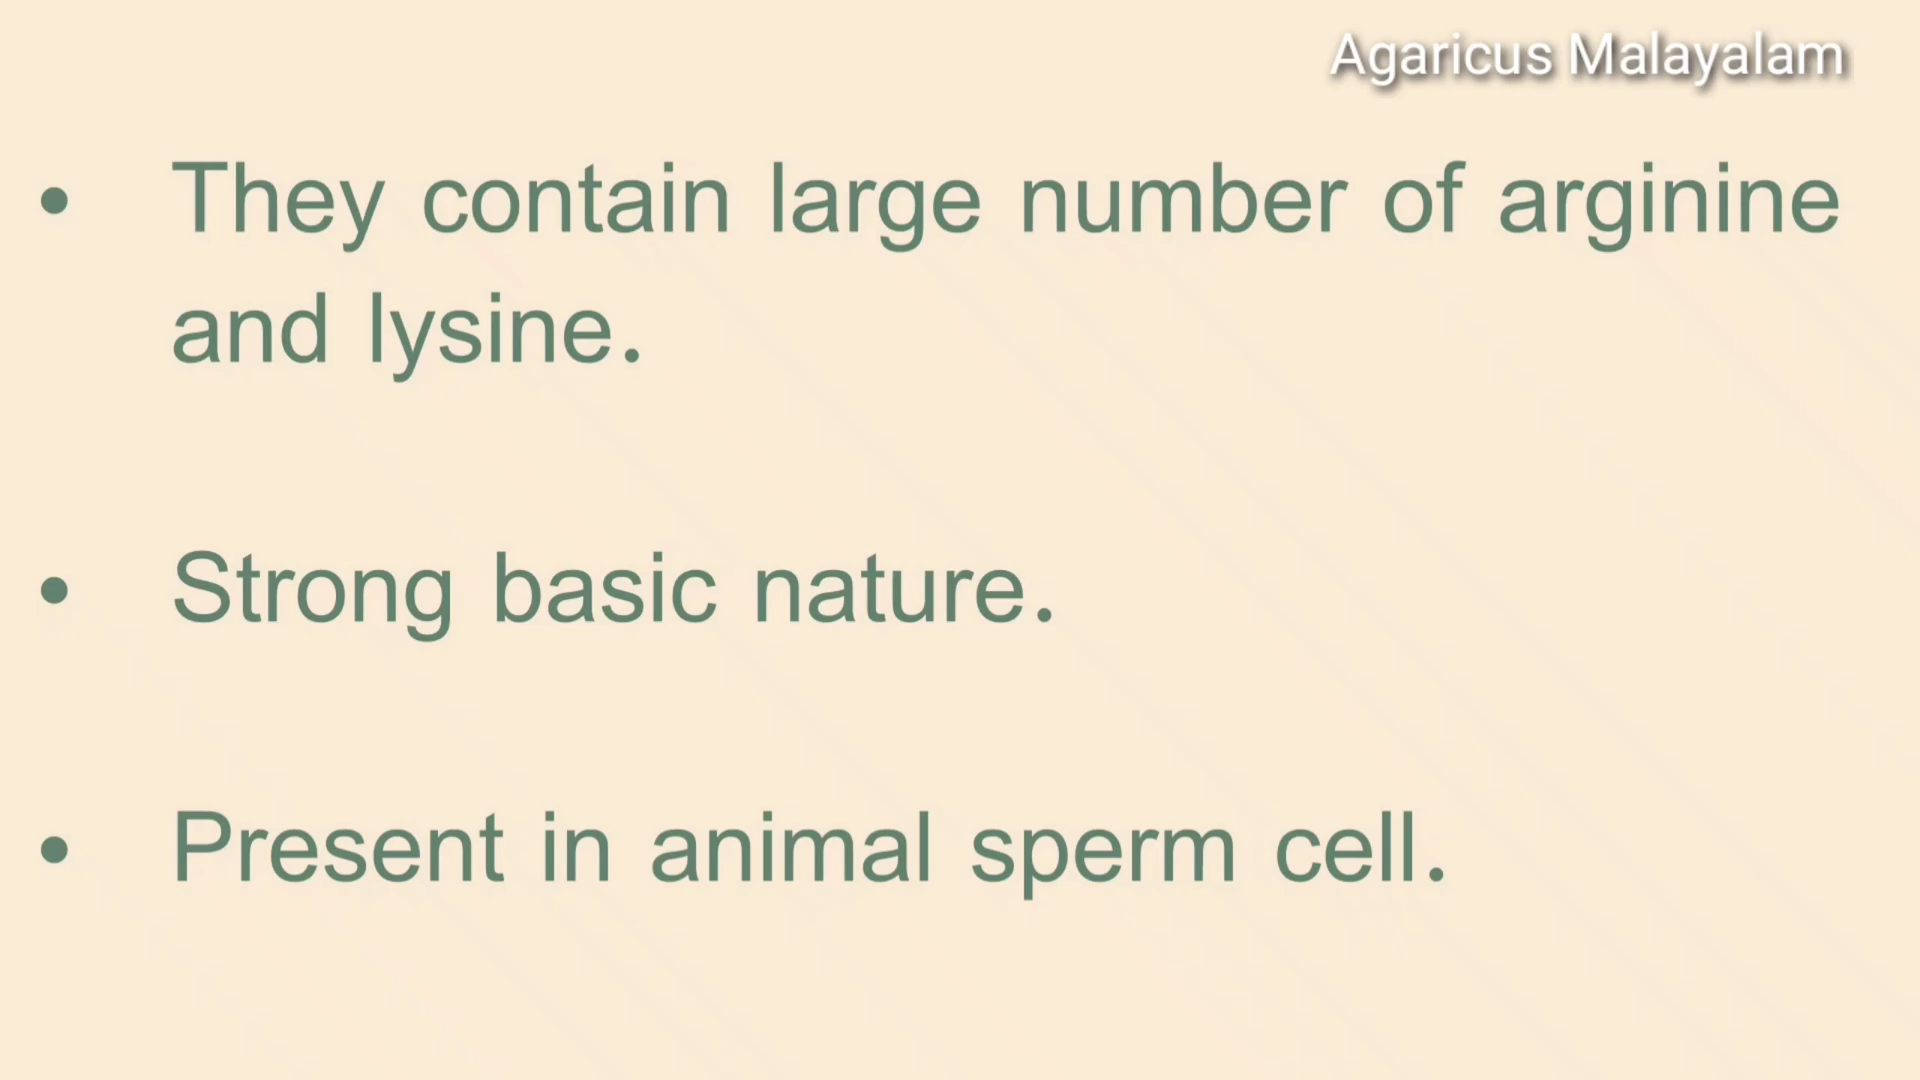 Agaricus Malayalam
• They contain large number of arginine
and lysine.
• Strong basic nature.
• Present in animal sperm cell.